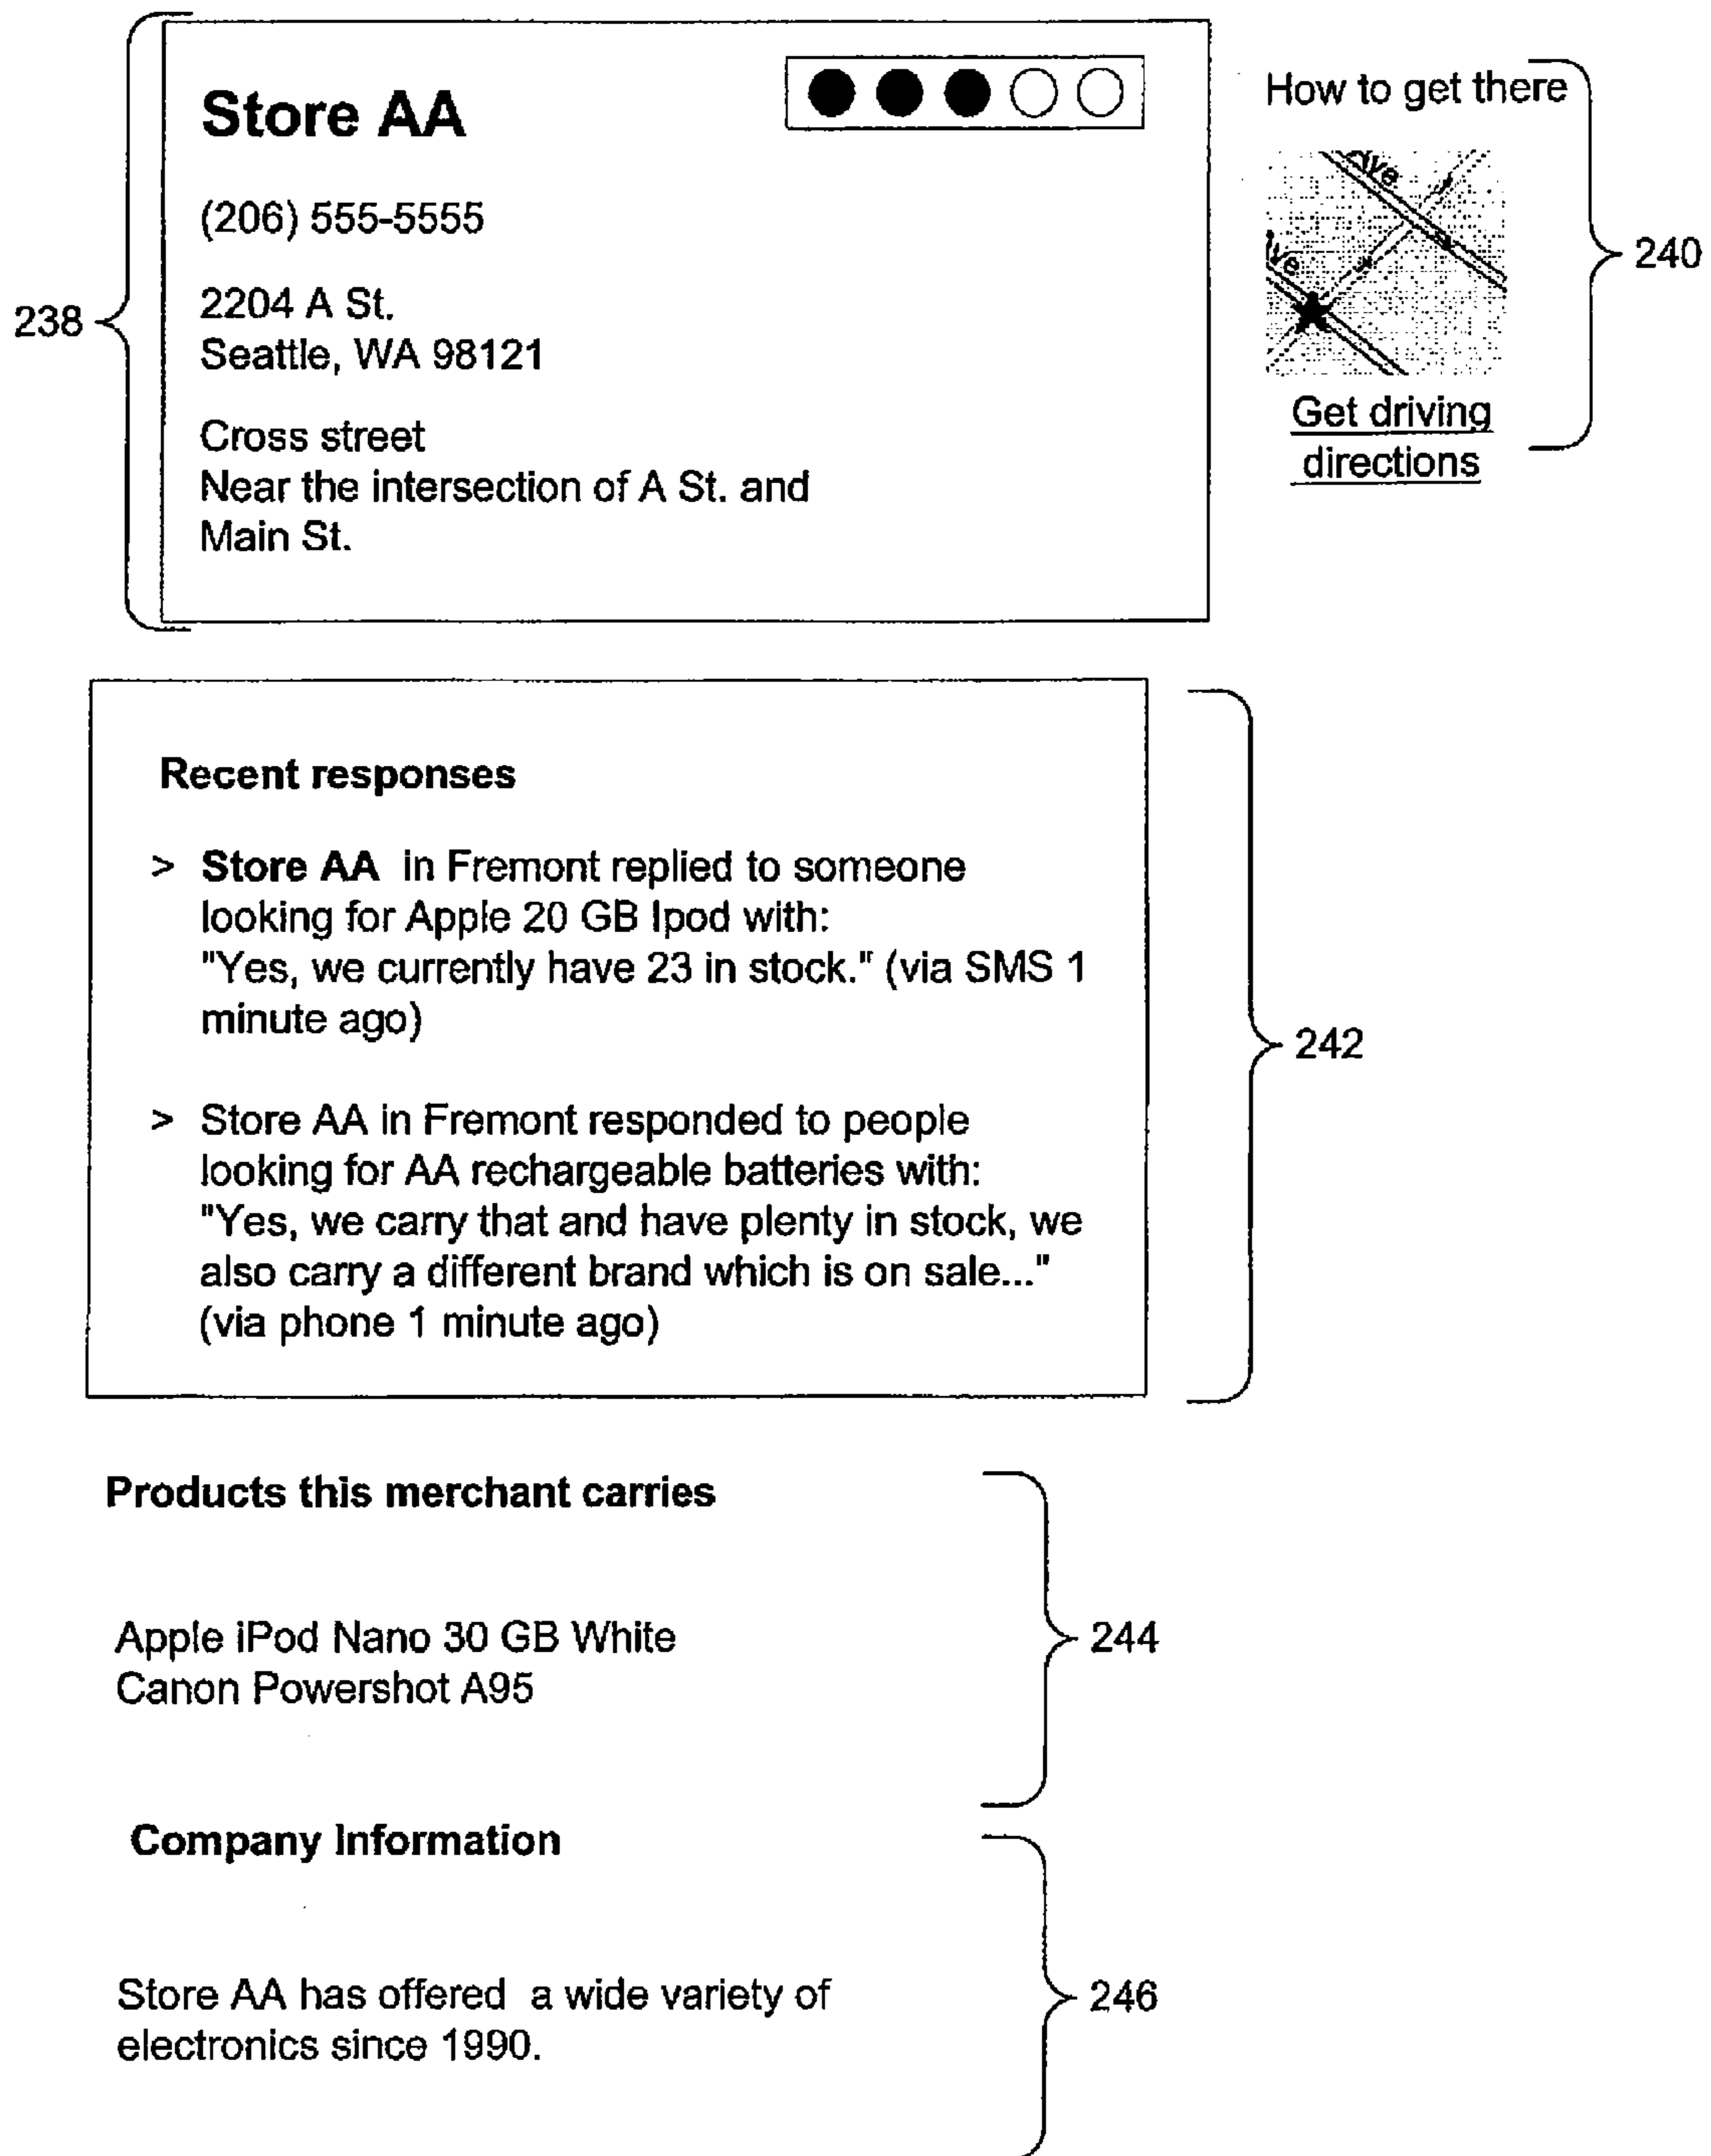 Store AA
(206) 555-5555
2204 A St.
Seattle, WA 98121
Cross street
Near the intersection of A St. and
Main St.
238
How to get there
Get driving
directions
240
Recent responses
> Store AA in Fremont replied to someone
looking for Apple 20 GB Ipod with:
"Yes, we currently have 23 in stock." (via SMS 1
minute ago)
> Store AA in Fremont responded to people
looking for AA rechargeable batteries with:
"Yes, we carry that and have plenty in stock, we
also carry a different brand which is on sale..."
(via phone 1 minute ago)
242
Products this merchant carries
Apple iPod Nano 30 GB White
Canon Powershot A95
244
Company Information
Store AA has offered a wide variety of
electronics since 1990.
246